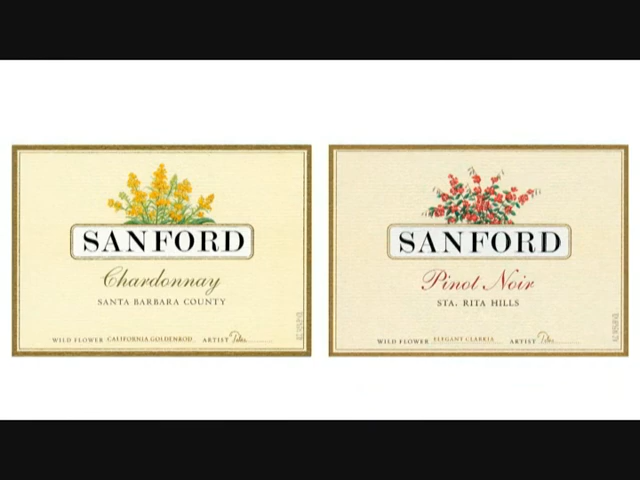 SANFORD
Chardonnay
SANTA BARBARA COUNTY
WILD FLOWER CALIFORNIA GOLDENROD ARTIST
SANFORD
Pinot Noir
STA. RITA HILLS
WILD FLOWER ELEGANT CLARKIA ARTIST